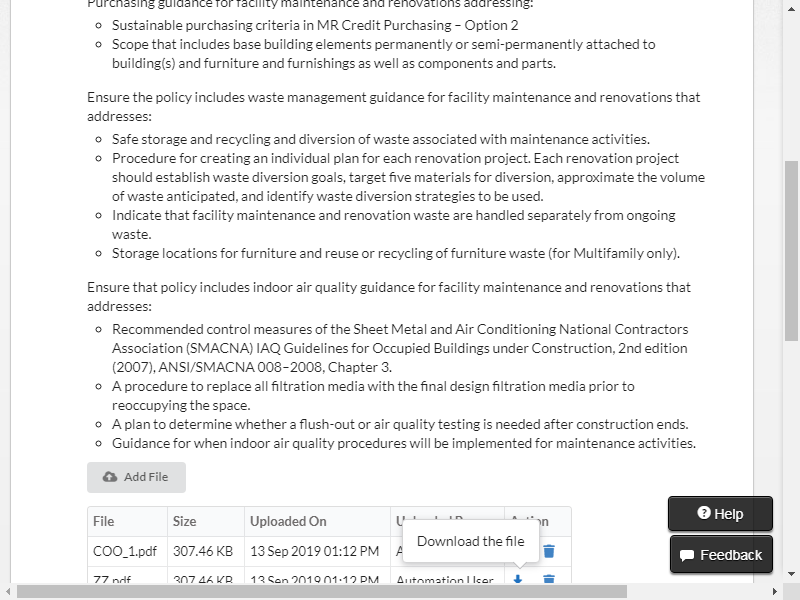 Purchasing guidance for facility maintenance and renovations addressing:
Sustainable purchasing criteria in MR Credit Purchasing – Option 2
Scope that includes base building elements permanently or semi-permanently attached to
building(s) and furniture and furnishings as well as components and parts.
Ensure the policy includes waste management guidance for facility maintenance and renovations that
addresses:
Safe storage and recycling and diversion of waste associated with maintenance activities.
Procedure for creating an individual plan for each renovation project. Each renovation project
should establish waste diversion goals, target five materials for diversion, approximate the volume
of waste anticipated, and identify waste diversion strategies to be used.
Indicate that facility maintenance and renovation waste are handled separately from ongoing
waste.
Storage locations for furniture and reuse or recycling of furniture waste (for Multifamily only).
Ensure that policy includes indoor air quality guidance for facility maintenance and renovations that
addresses:
Recommended control measures of the Sheet Metal and Air Conditioning National Contractors
Association (SMACNA) IAQ Guidelines for Occupied Buildings under Construction, 2nd edition
(2007), ANSI/SMACNA 008–2008, Chapter 3.
A procedure to replace all filtration media with the final design filtration media prior to
reoccupying the space.
A plan to determine whether a flush-out or air quality testing is needed after construction ends.
Guidance for when indoor air quality procedures will be implemented for maintenance activities.
Add File
File Size Uploaded On
COO_1.pdf 307.46 KB 13 Sep 2019 01:12 PM
Download the file
ZZ.pdf 307.46 KB 13 Sep 2019 01:12 PM Automation User
Help
Feedback